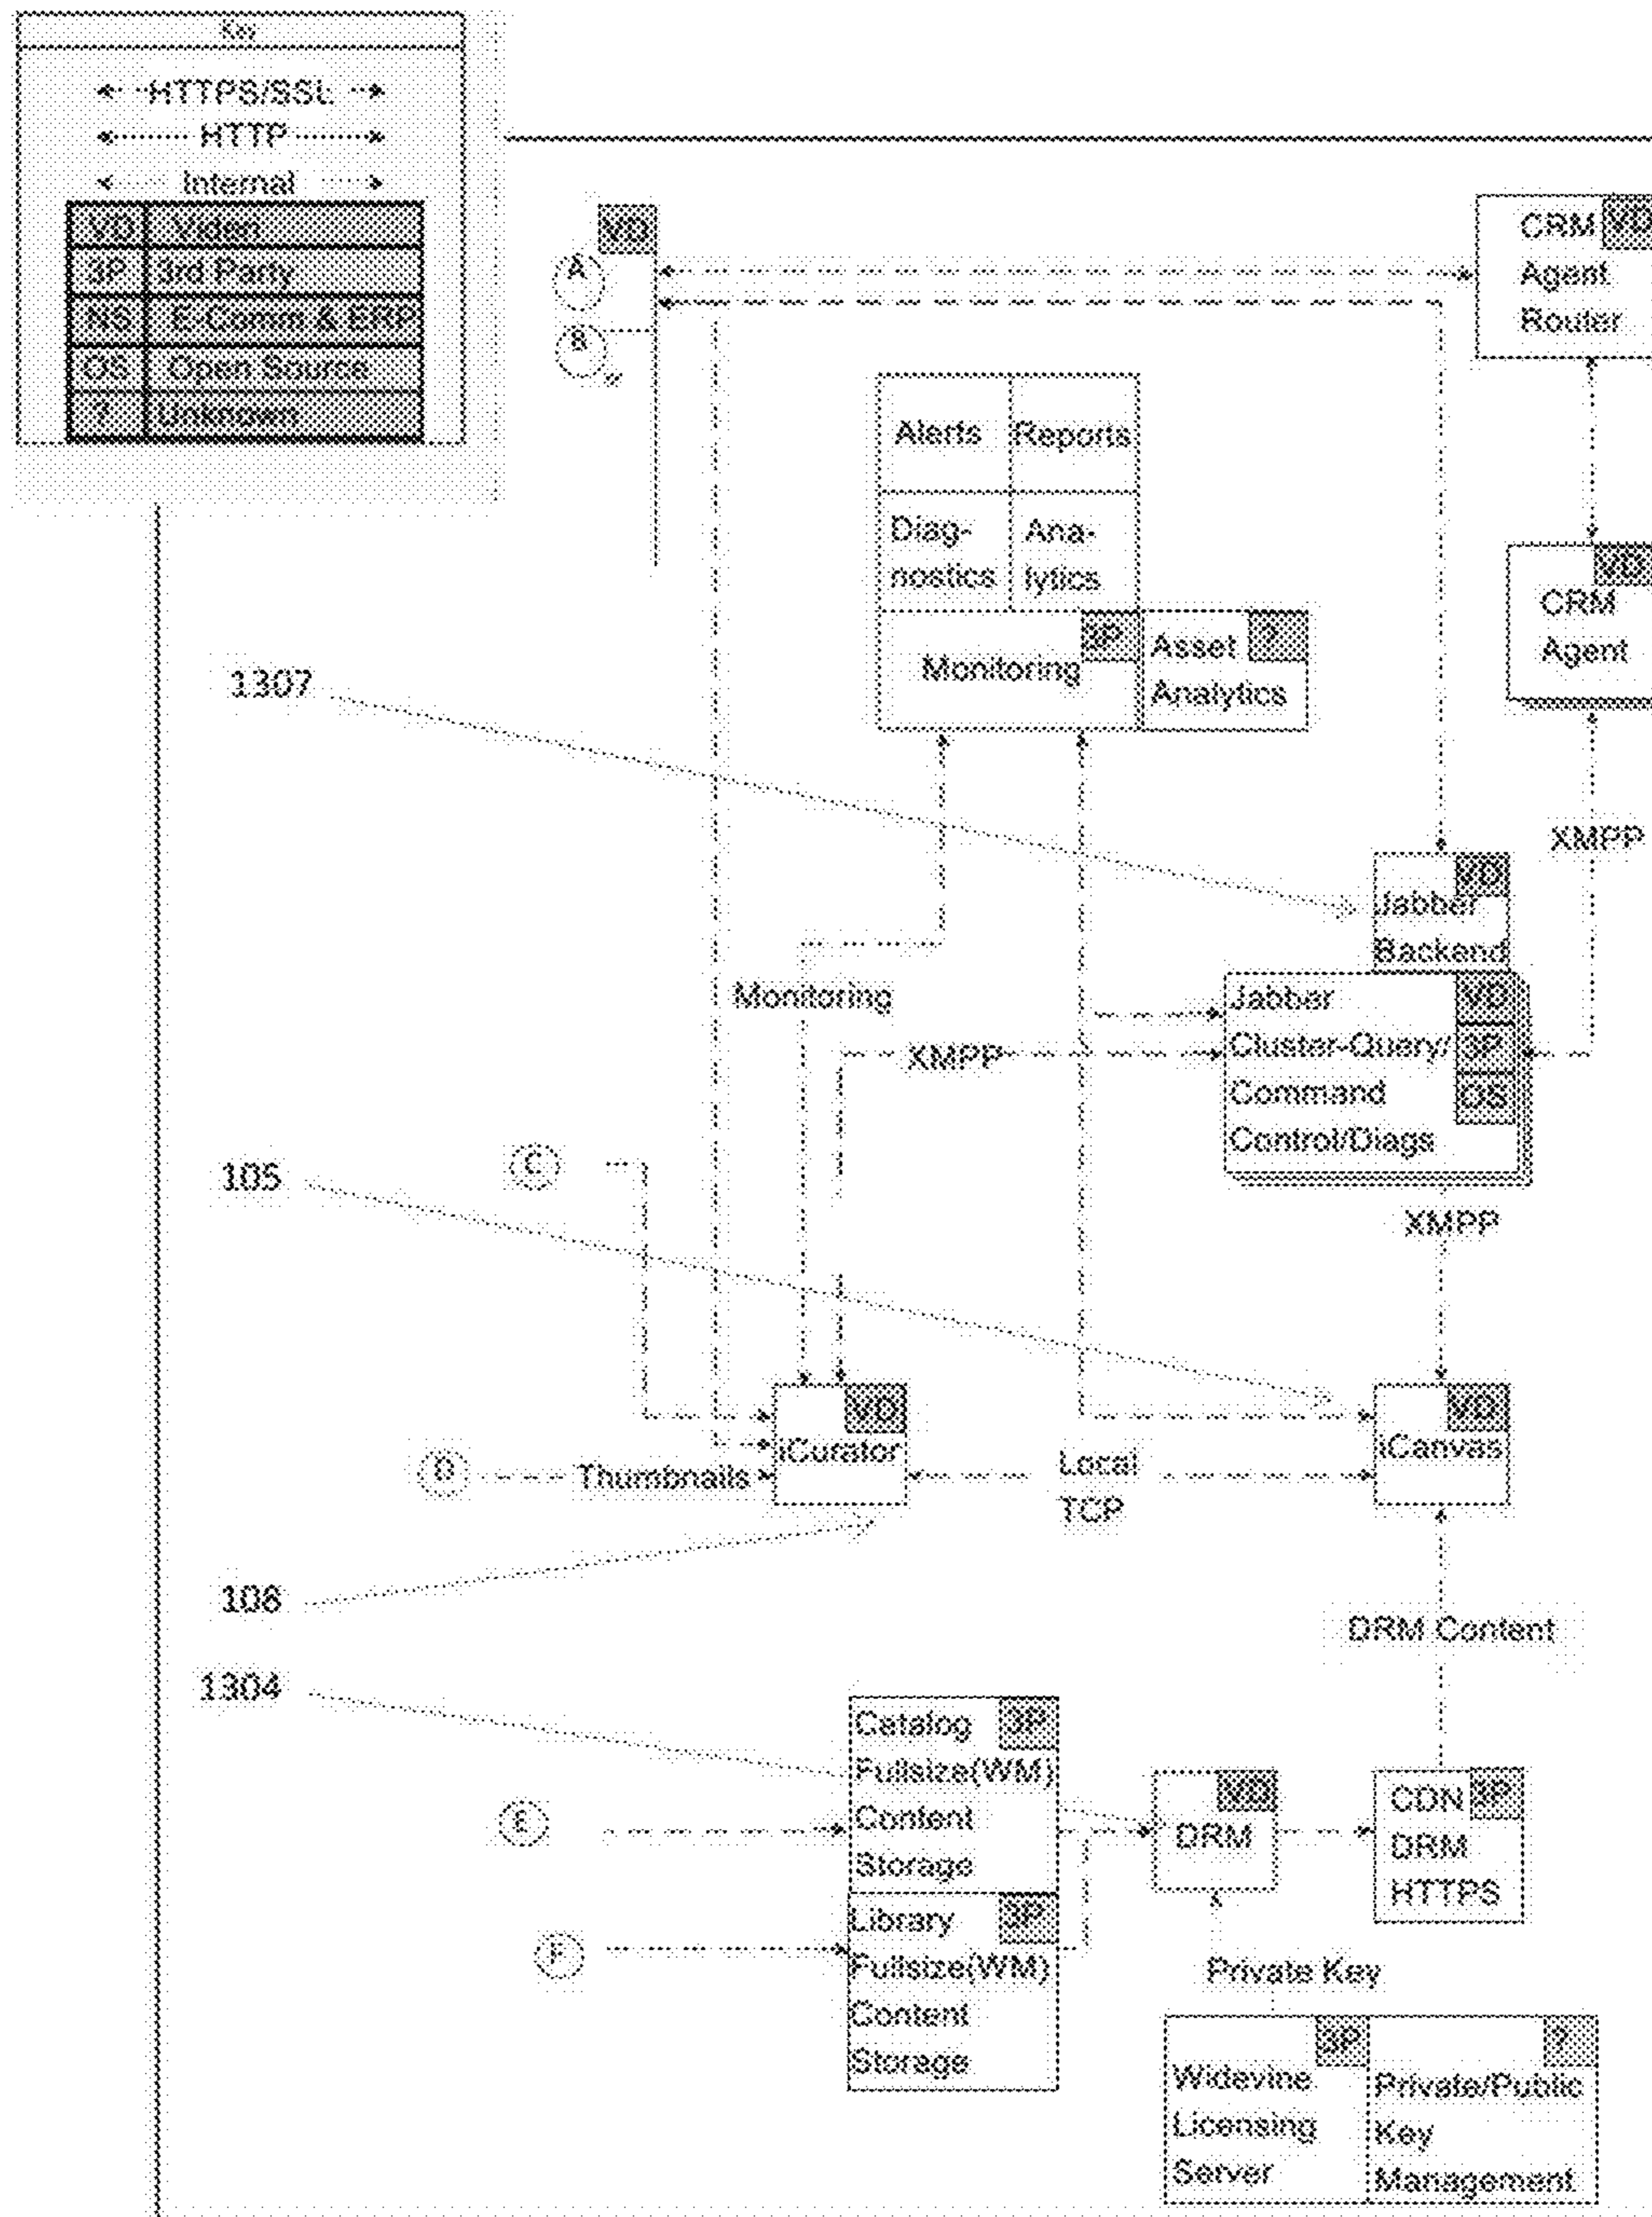 Key
HTTPS/SSL
HTTP
Internal
VD
3P 3rd Party
NS E-Comm & ERP
OS Open Source
?
VD
A
B
CRM VD
Agent
Router
Alerts Reports
Diag- Ana-
nostics lytics
3P
Monitoring
Asset ?
Analytics
VD
CRM
Agent
1307
XMPP
VD
Jabber
Backend
Monitoring
Jabbar VD
Cluster-Query/ 3P
Command OS
Control/Diags
XMPP
105
C
XMPP
VD
iCurator
VD
iCanvas
D
Thumbnails
Local
TCP
108
DRM Content
1304
Catalog 3P
Fullsize(WM)
Content
Storage
E
VD
DRM
CDN 3P
DRM
HTTPS
Library 3P
Fullsize(WM)
Content
Storage
F
Private Key
3P
Widevine
Licensing
Server
?
Private/Public
Key
Management